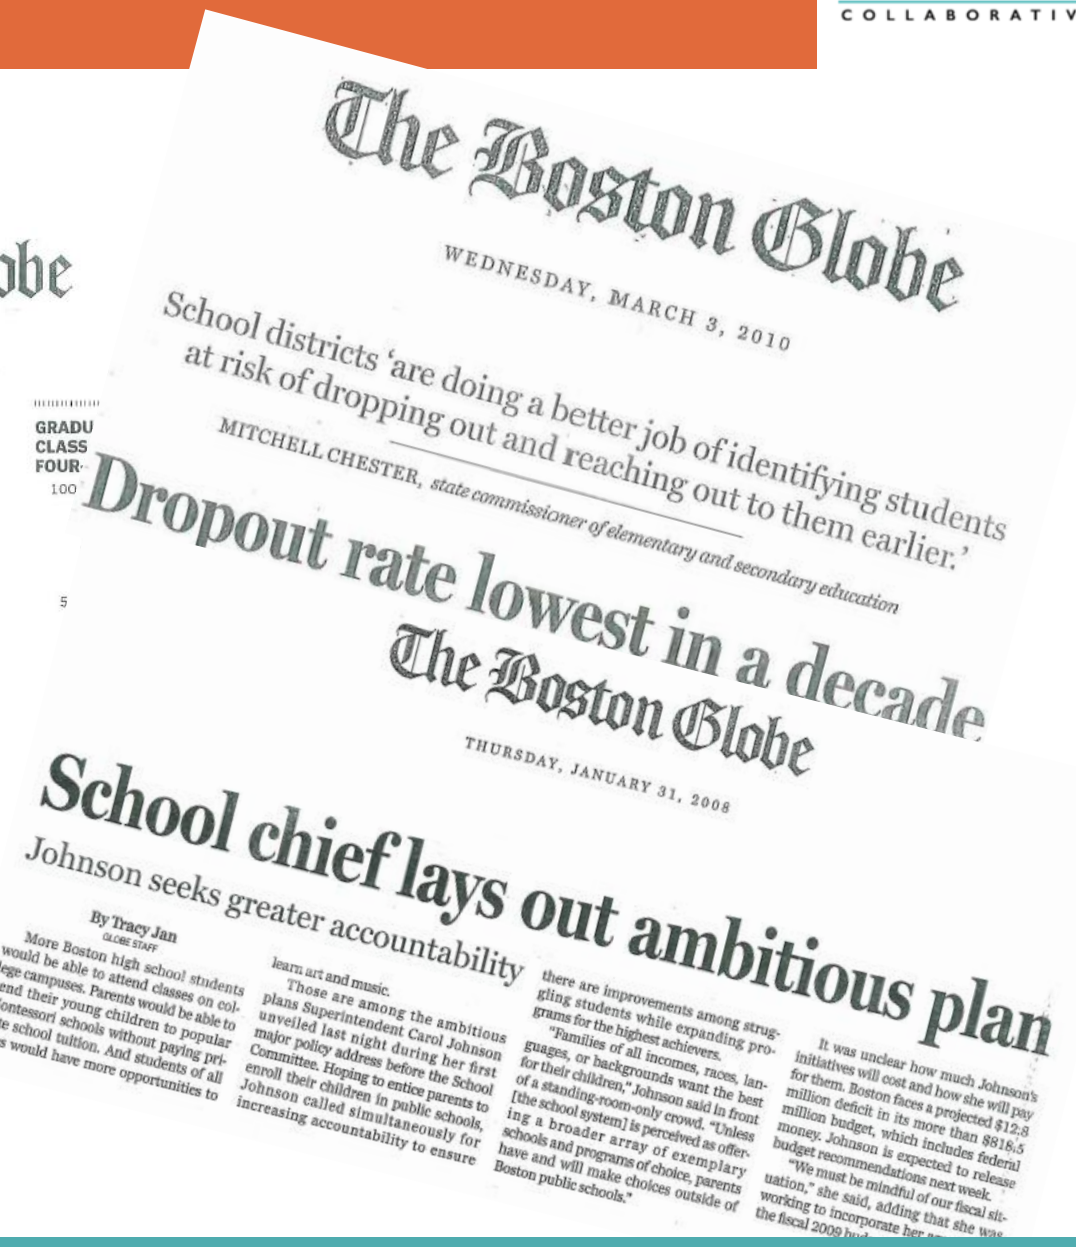 COLLABORATIV
The Boston Globe
WEDNESDAY, MARCH 3, 2010
School districts ‘are doing a better job of identifying students
at risk of dropping out and reaching out to them earlier.’
MITCHELL CHESTER, state commissioner of elementary and secondary education
Dropout rate lowest in a decade
obe
GRADU
CLASS
FOUR-
100
5
The Boston Globe
THURSDAY, JANUARY 31, 2008
School chief lays out ambitious plan
Johnson seeks greater accountability
By Tracy Jan
GLOBE STAFF
More Boston high school students
would be able to attend classes on col-
ege campuses. Parents would be able to
end their young children to popular
ontessori schools without paying pri-
e school tuition. And students of all
s would have more opportunities to
learn art and music.
Those are among the ambitious
plans Superintendent Carol Johnson
unveiled last night during her first
major policy address before the School
Committee. Hoping to entice parents to
enroll their children in public schools,
Johnson called simultaneously for
increasing accountability to ensure
there are improvements among strug-
gling students while expanding pro-
grams for the highest achievers.
“Families of all incomes, races, lan-
guages, or backgrounds want the best
for their children,” Johnson said in front
of a standing-room-only crowd. “Unless
[the school system] is perceived as offer-
ing a broader array of exemplary
schools and programs of choice, parents
have and will make choices outside of
Boston public schools.”
It was unclear how much Johnson's
initiatives will cost and how she will pay
for them. Boston faces a projected $12.8
million deficit in its more than $818.5
million budget, which includes federal
money. Johnson is expected to release
budget recommendations next week.
“We must be mindful of our fiscal sit-
uation,” she said, adding that she was
working to incorporate her
the fiscal 2009